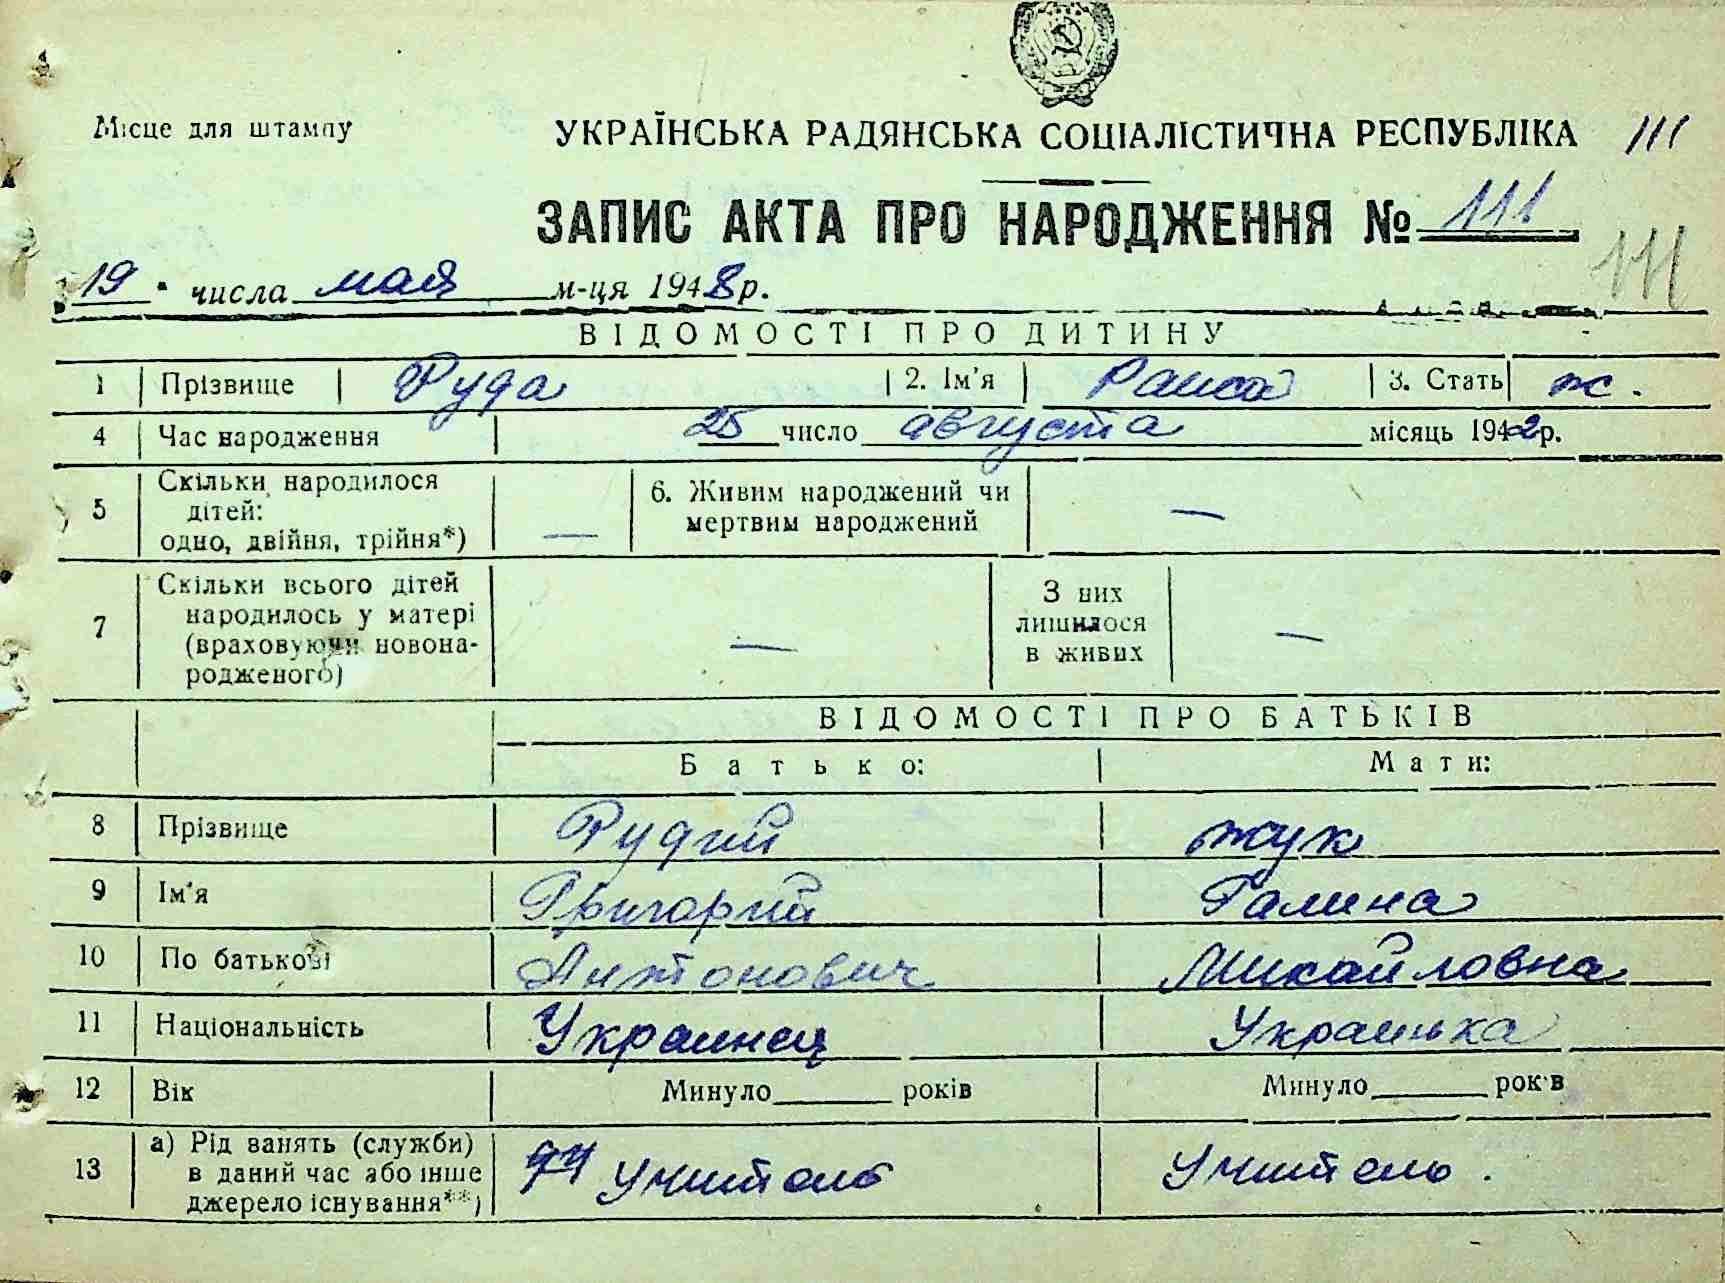 Місце для штампу
УКРАЇНСЬКА РАДЯНСЬКА СОЦІАЛІСТИЧНА РЕСПУБЛІКА 111
ЗАПИС АКТА ПРО НАРОДЖЕННЯ № 111
111
19 числа мая м-ця 1948 р.
ВІДОМОСТІ ПРО ДИТИНУ
1 Прізвище Руда 2. Ім'я Раиса 3. Стать ж.
4 Час народження 25 число августа місяць 1942 р.
5 Скільки народилося дітей: одно, двійня, трійня*) — 6. Живим народжений чи мертвим народжений —
7 Скільки всього дітей народилось у матері (враховуючи новонародженого) — З них лишилося в живих —
ВІДОМОСТІ ПРО БАТЬКІВ
Батько: Мати:
8 Прізвище Рудий Жук
9 Ім'я Григорий Галина
10 По батькові Антонович Михайловна
11 Національність Украинец Украинка
12 Вік Минуло років Минуло років
13 а) Рід занять (служби) в даний час або інше джерело існування**) Учитель Учитель.